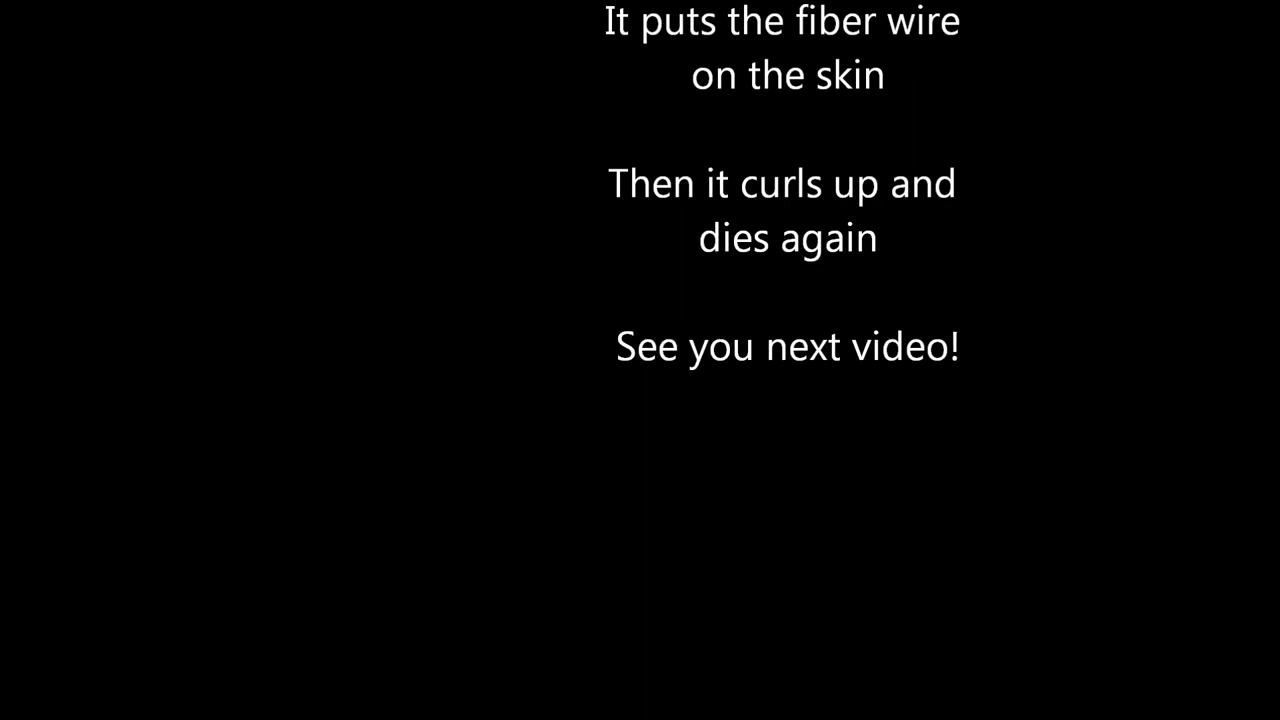 It puts the fiber wire
on the skin
Then it curls up and
dies again
See you next video!